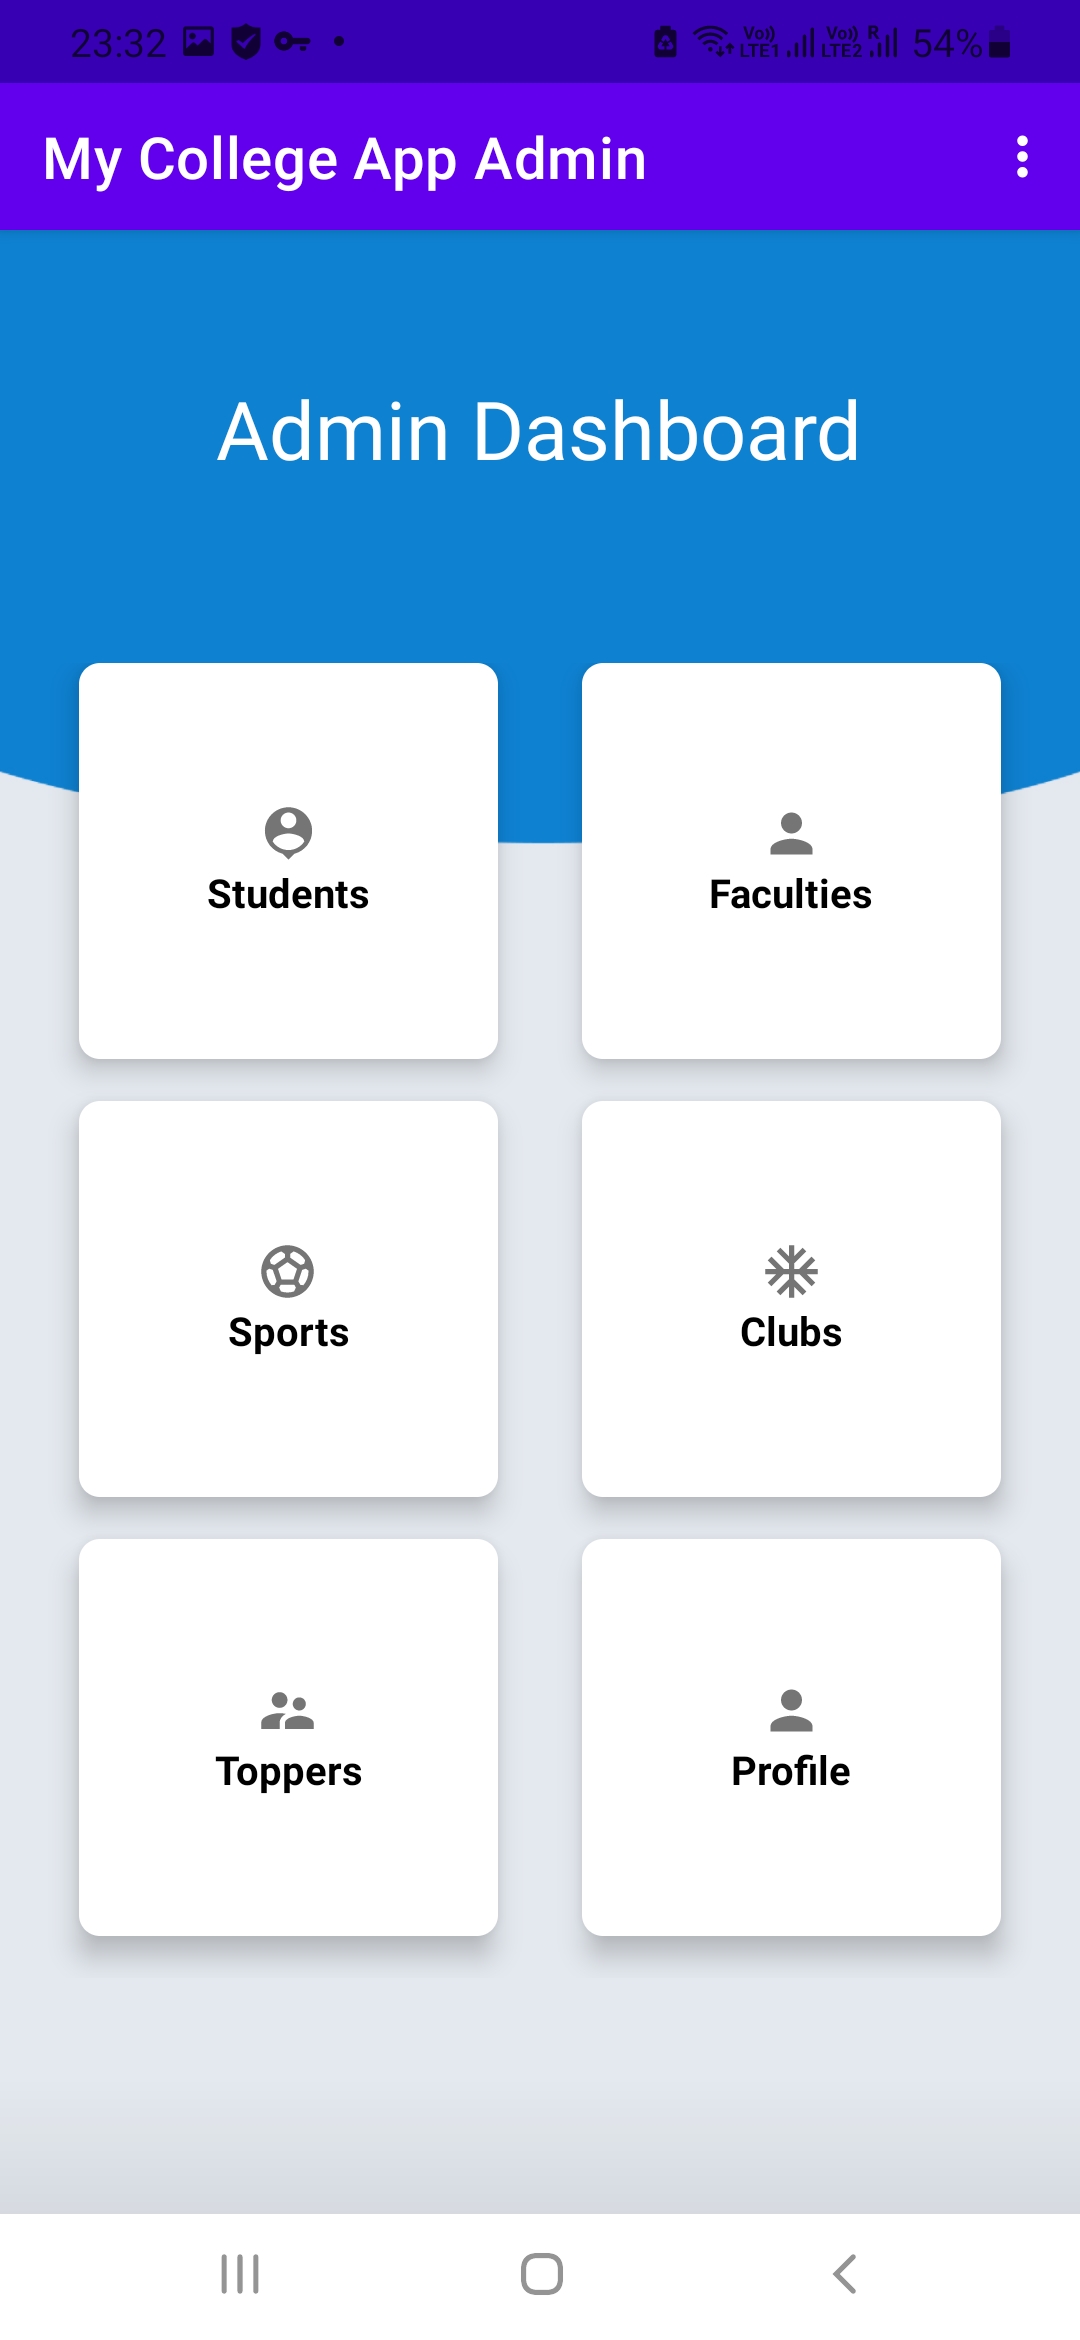 23:32 Vo)) LTE1 Vo)) R LTE2 54%
My College App Admin
Admin Dashboard
Students Faculties
Sports Clubs
Toppers Profile